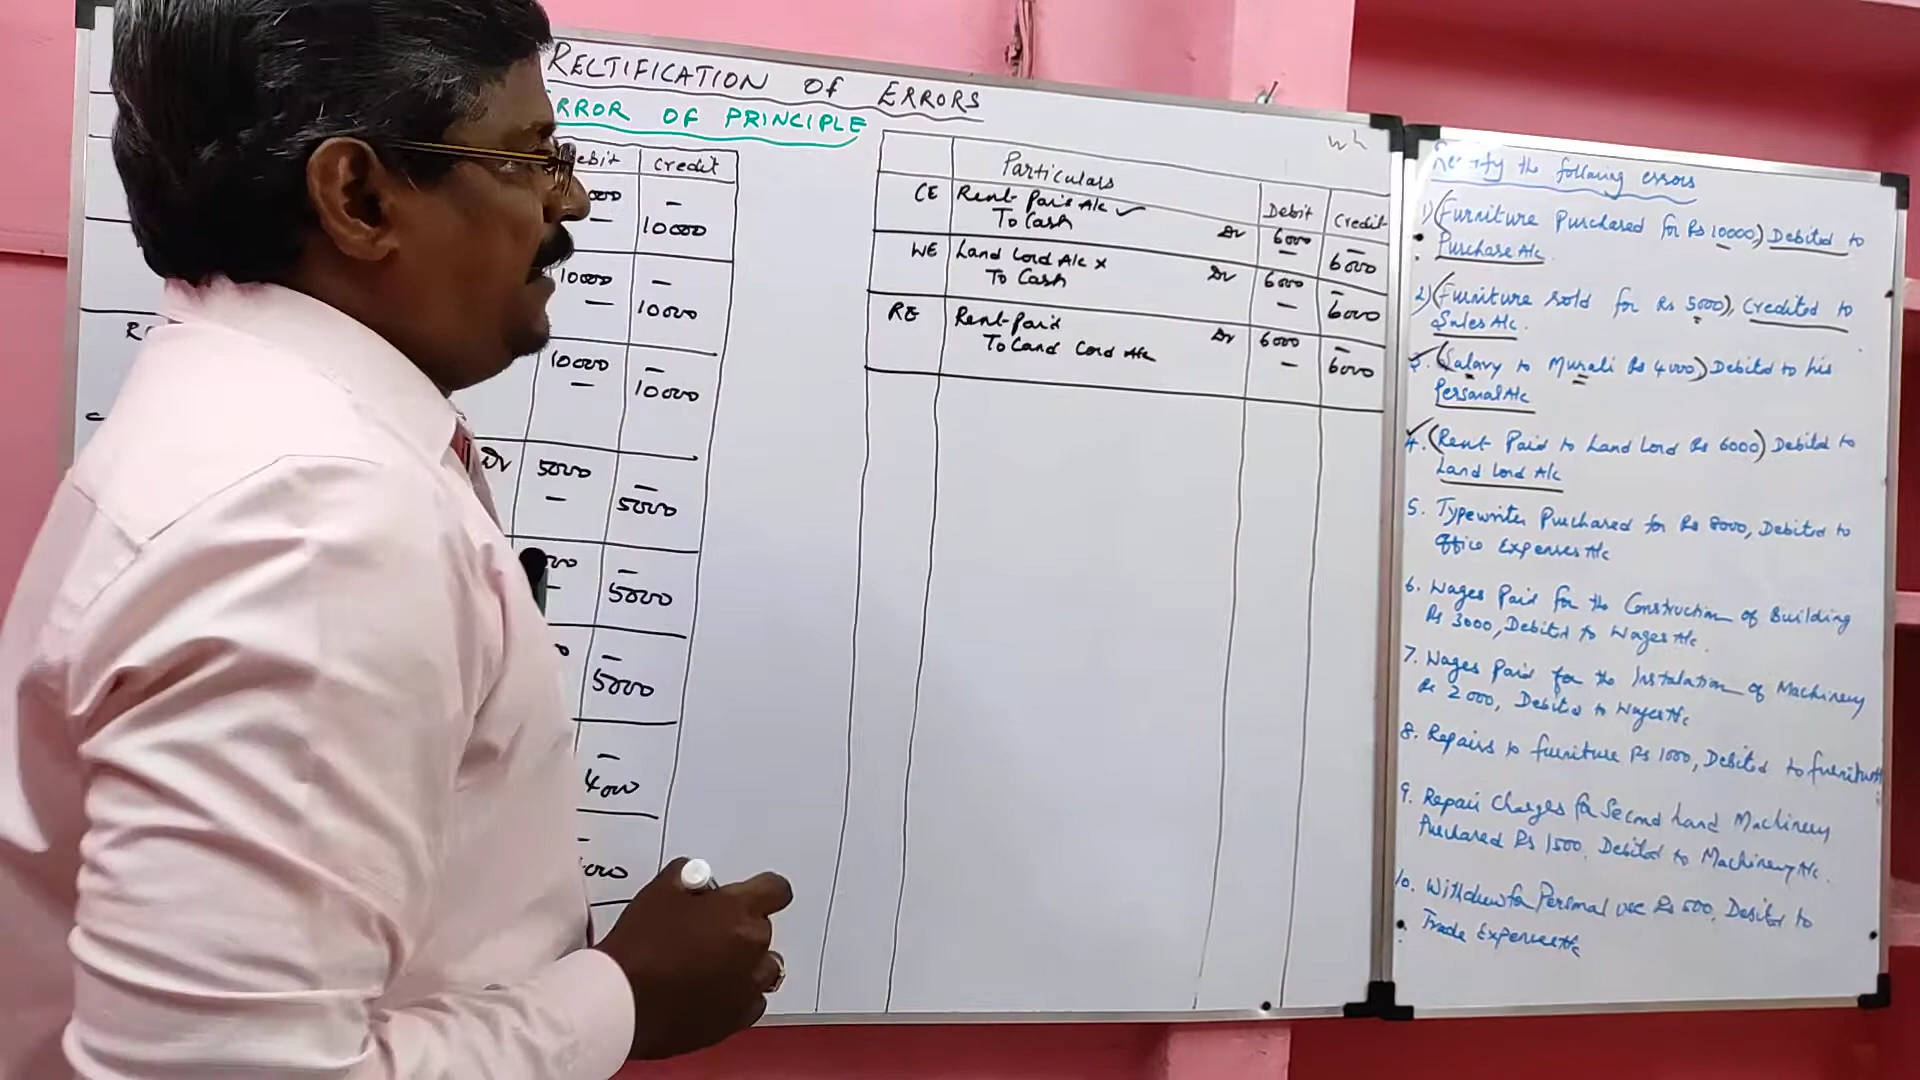 RECTIFICATION OF ERRORS
RROR OF PRINCIPLE
ebit Credit
000 -
- 10000
10000 -
- 10000
10000 -
- 10000
Dr 5000 -
- 5000
-
- 5000
-
5000
-
4000
-
Particulars Debit Credit
CE Rent Paid A/c ✓ Dr 6000 -
To Cash - 6000
WE Land Lord A/c x Dr 6000 -
To Cash - 6000
RE Rent Paid Dr 6000 -
To Land Lord A/c - 6000
Rectify the following errors
1) (Furniture Purchased for Rs 10000,) Debited to
Purchase A/c.
2) (Furniture sold for Rs 5000), Credited to
Sales A/c.
3. (Salary to Murali Rs 4000) Debited to his
Personal A/c
4. (Rent Paid to Land Lord Rs 6000) Debited to
Land Lord A/c
5. Typewriter Purchased for Rs 8000, Debited to
Office Expenses A/c
6. Wages Paid for the Construction of Building
Rs 3000, Debited to Wages A/c.
7. Wages Paid for the Instalation of Machinery
Rs 2000, Debited to Wages A/c
8. Repairs to furniture Rs 1000, Debited to furniture
9. Repair Charges for Second hand Machinery
Purchased Rs 1500. Debited to Machinery A/c.
10. Withdrew for Personal use Rs 500. Debited to
Trade Expenses A/c